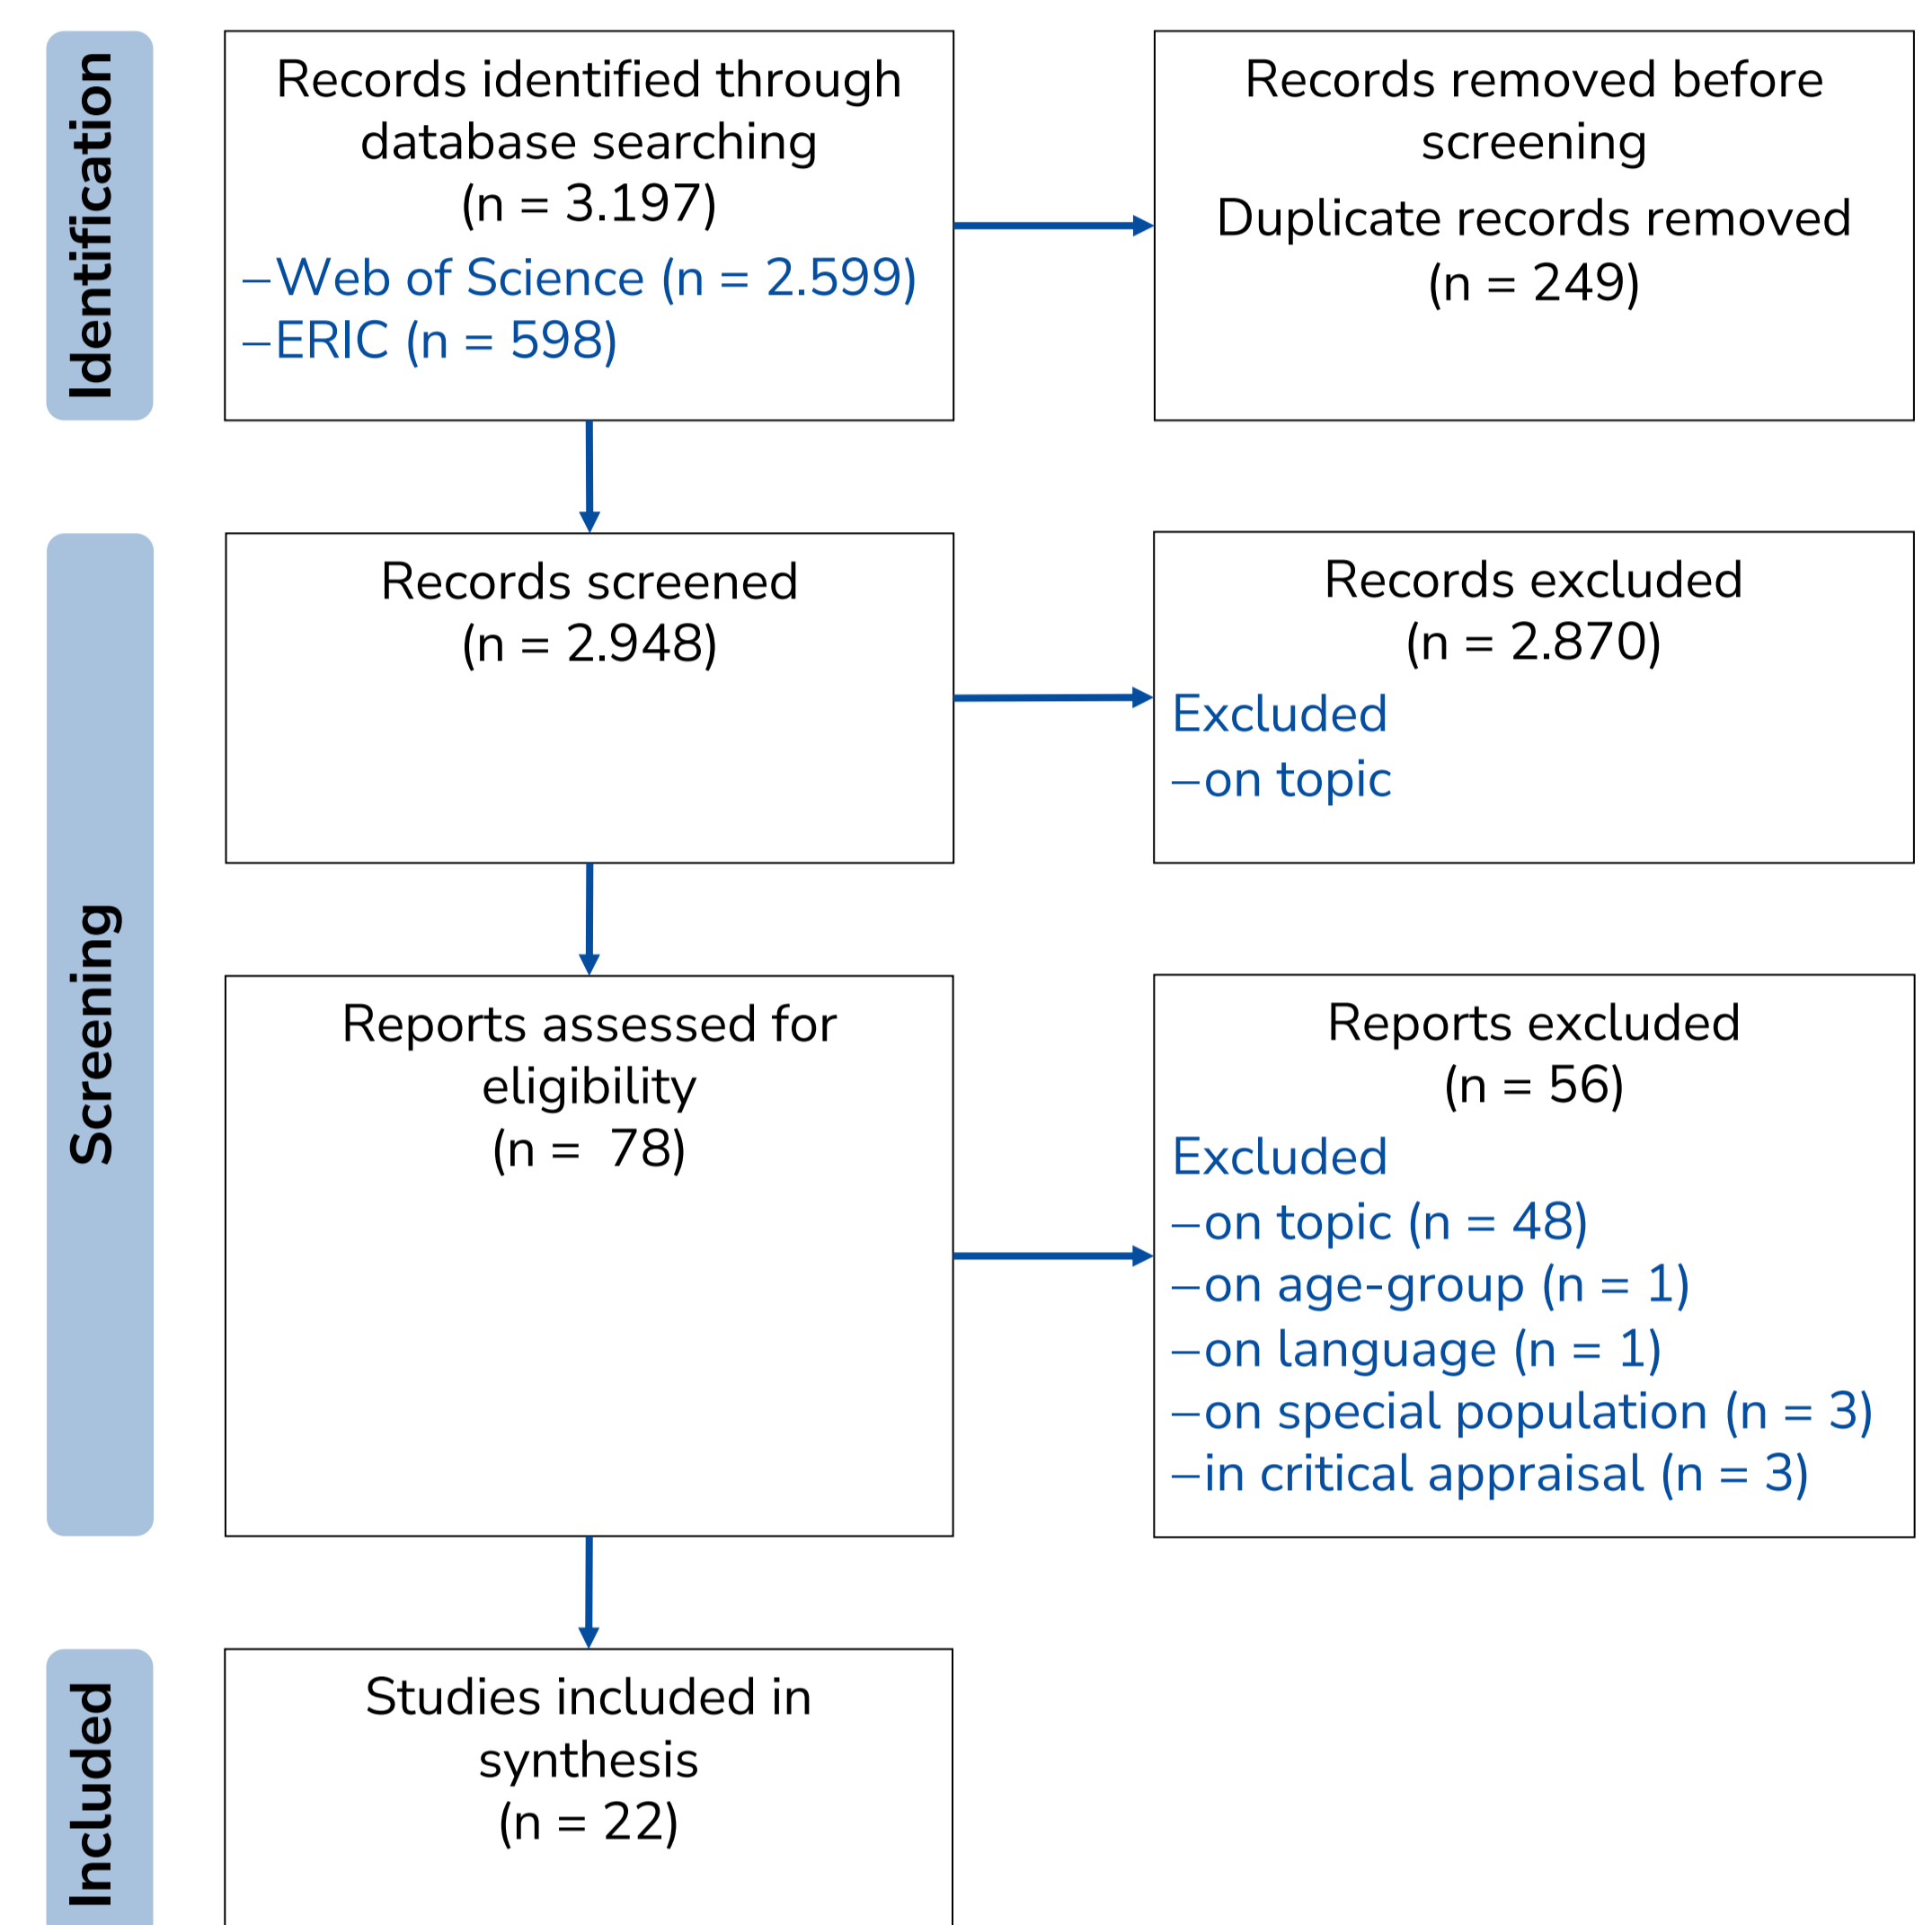 Identification
Records identified through
database searching
(n = 3.197)
–Web of Science (n = 2.599)
–ERIC (n = 598)
Records removed before
screening
Duplicate records removed
(n = 249)
Screening
Records screened
(n = 2.948)
Records excluded
(n = 2.870)
Excluded
–on topic
Reports assessed for
eligibility
(n =  78)
Reports excluded
(n = 56)
Excluded
–on topic (n = 48)
–on age-group (n = 1)
–on language (n = 1)
–on special population (n = 3)
–in critical appraisal (n = 3)
Included
Studies included in
synthesis
(n = 22)